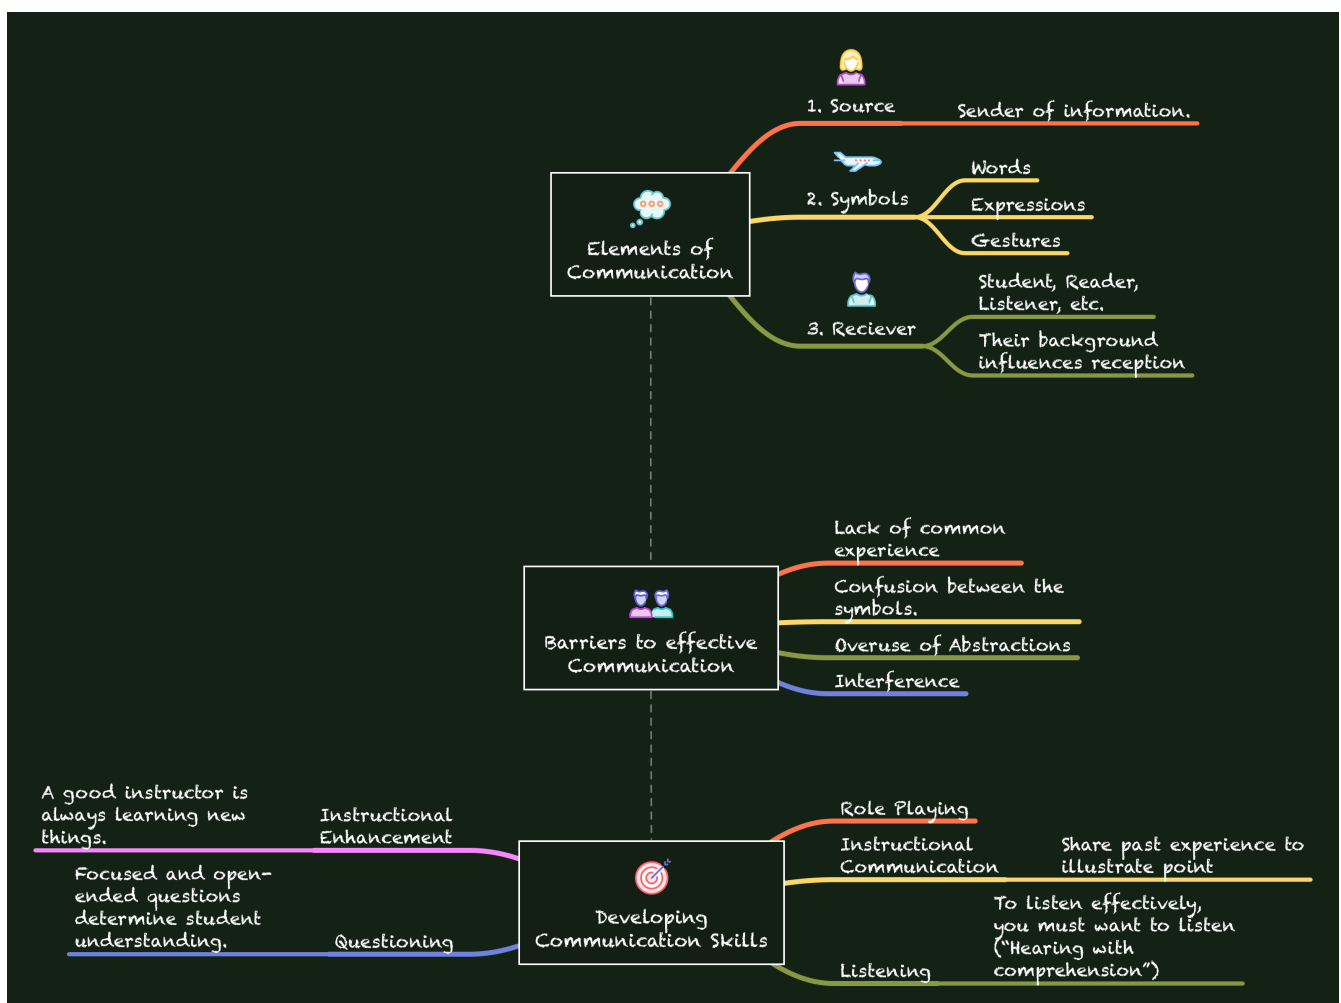 1. Source
Sender of information.
2. Symbols
Words
Expressions
Gestures
Elements of
Communication
3. Reciever
Student, Reader,
Listener, etc.
Their background
influences reception
Barriers to effective
Communication
Lack of common
experience
Confusion between the
symbols.
Overuse of Abstractions
Interference
Developing
Communication Skills
Instructional
Enhancement
A good instructor is
always learning new
things.
Questioning
Focused and open-
ended questions
determine student
understanding.
Role Playing
Instructional
Communication
Share past experience to
illustrate point
Listening
To listen effectively,
you must want to listen
("Hearing with
comprehension")